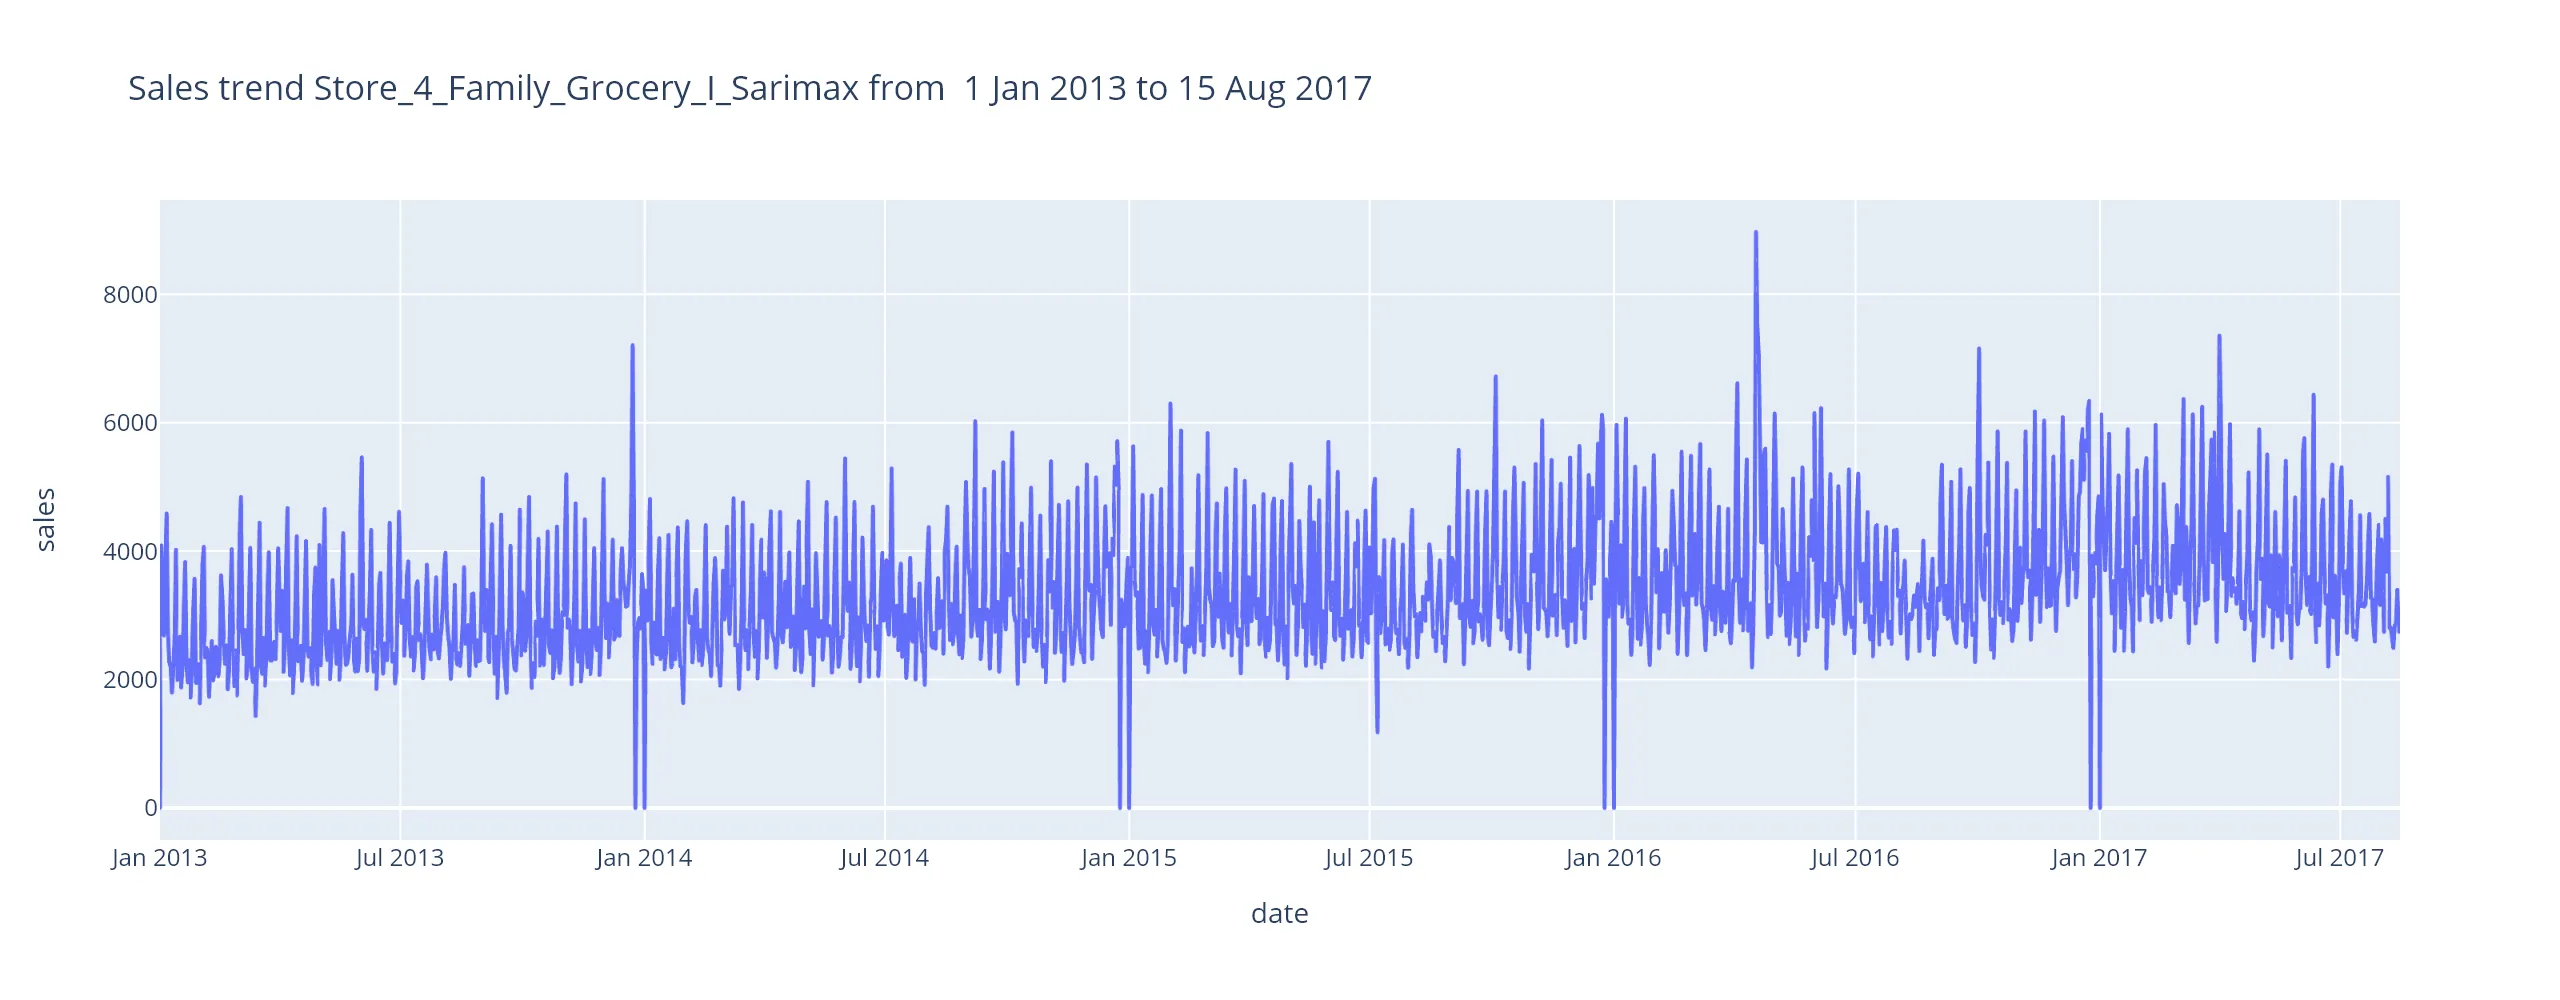 Sales trend Store_4_Family_Grocery_I_Sarimax from  1 Jan 2013 to 15 Aug 2017
sales
8000
6000
4000
2000
0
Jan 2013 Jul 2013 Jan 2014 Jul 2014 Jan 2015 Jul 2015 Jan 2016 Jul 2016 Jan 2017 Jul 2017
date